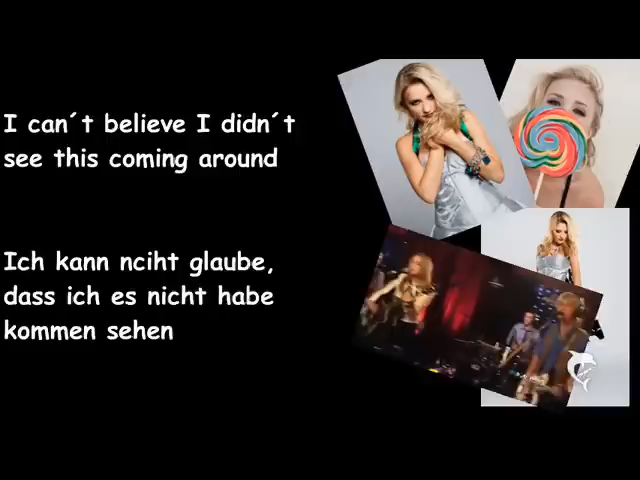 I can´t believe I didn´t
see this coming around
Ich kann nciht glaube,
dass ich es nicht habe
kommen sehen